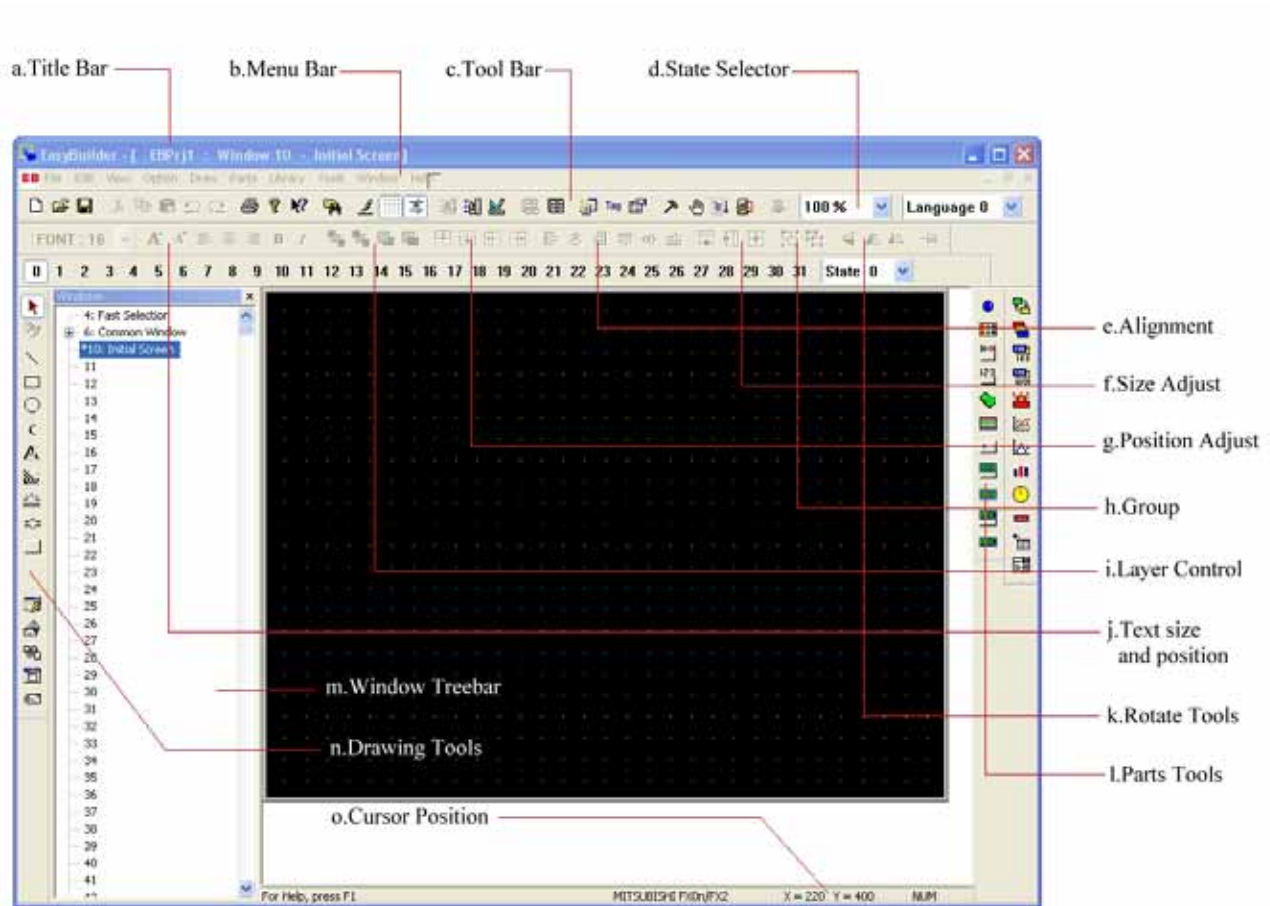 a.Title Bar
b.Menu Bar
c.Tool Bar
d.State Selector
EasyBuilder - [ EBPrj1 : Window 10 - Initial Screen]
EB File Edit View Option Draw Parts Library Tools Window Help
100 %
Language 0
FONT : 16
0 1 2 3 4 5 6 7 8 9 10 11 12 13 14 15 16 17 18 19 20 21 22 23 24 25 26 27 28 29 30 31 State 0
Windows
4: Fast Selection
6: Common Window
*10: Initial Screen
11
12
13
14
15
16
17
18
19
20
21
22
23
24
25
26
27
28
29
30
31
32
33
34
35
36
37
38
39
40
41
e.Alignment
f.Size Adjust
g.Position Adjust
h.Group
i.Layer Control
j.Text size
and position
k.Rotate Tools
l.Parts Tools
m.Window Treebar
n.Drawing Tools
o.Cursor Position
For Help, press F1
MITSUBISHI FX0n/FX2
X = 220 Y = 400
NUM